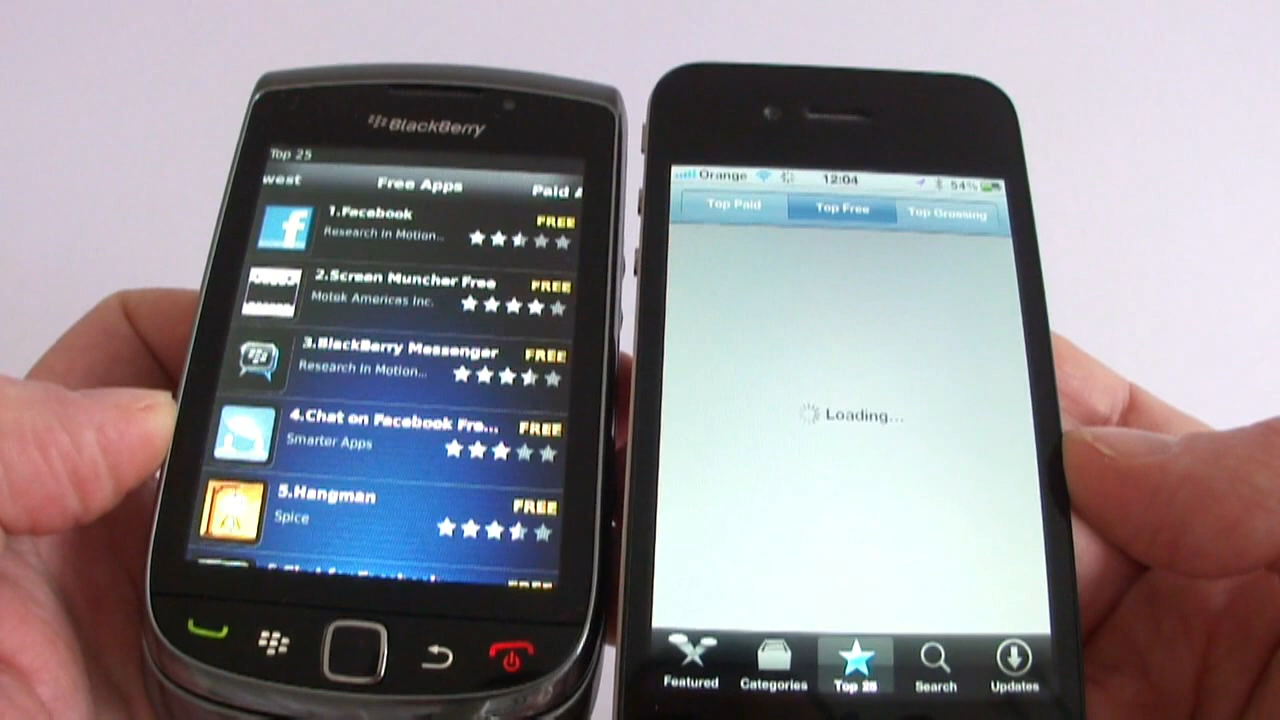 BlackBerry
Top 25
west Free Apps Paid A
1.Facebook FREE
Research In Motion...
2.Screen Muncher Free FREE
Motek Americas Inc.
3.BlackBerry Messenger FREE
Research In Motion...
4.Chat on Facebook Fre... FREE
Smarter Apps
5.Hangman FREE
Spice
FREE
Orange 12:04 54%
Top Paid Top Free Top Grossing
Loading...
Featured Categories Top 25 Search Updates